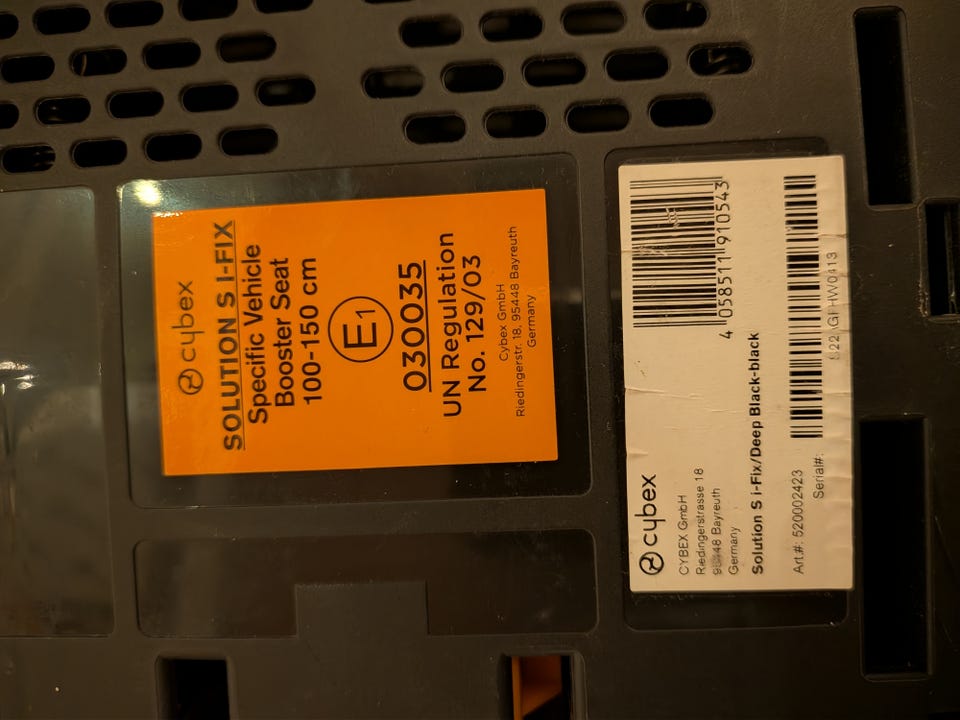 cybex
SOLUTION S i-FIX
Specific Vehicle
Booster Seat
100-150 cm
E1
030035
UN Regulation
No. 129/03
Cybex GmbH
Riedingerstr. 18, 95448 Bayreuth
Germany
cybex
CYBEX GmbH
Riedingerstrasse 18
95448 Bayreuth
Germany
Solution S i-Fix/Deep Black-black
4 058511 910543
Art.#: 520002423
Serial#: